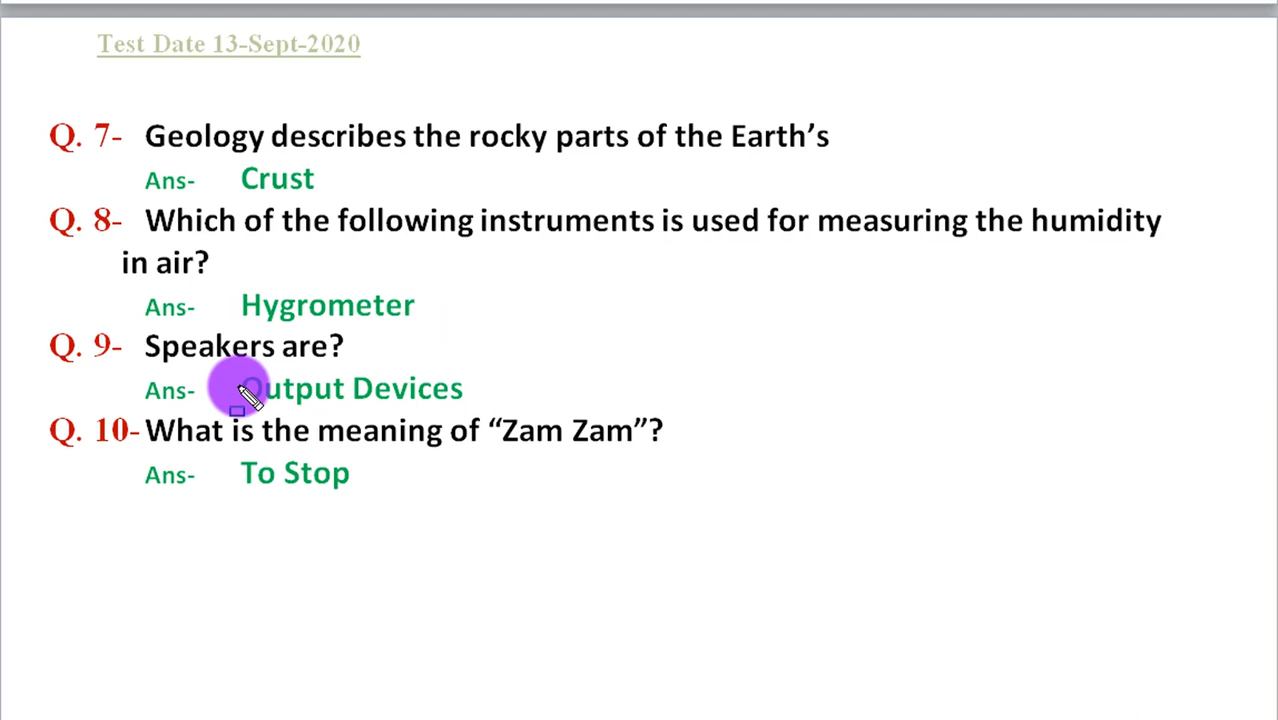 Test Date 13-Sept-2020
Q. 7- Geology describes the rocky parts of the Earth’s
Ans- Crust
Q. 8- Which of the following instruments is used for measuring the humidity
in air?
Ans- Hygrometer
Q. 9- Speakers are?
Ans- Output Devices
Q. 10- What is the meaning of “Zam Zam”?
Ans- To Stop